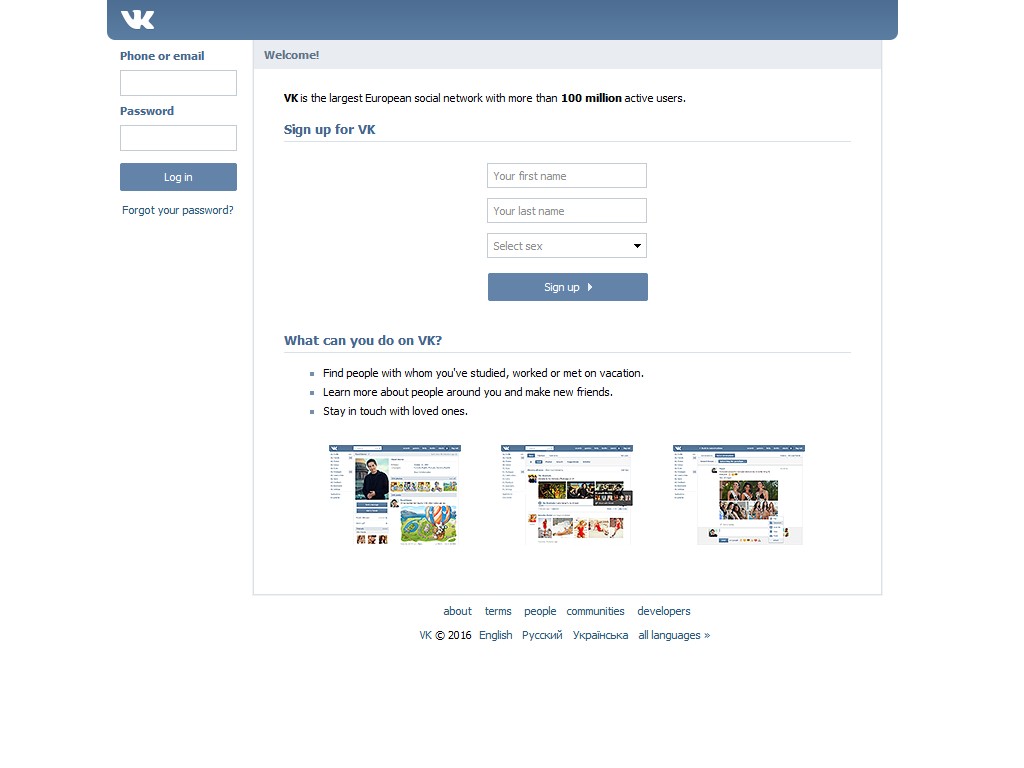 VK
Phone or email
Password
Log in
Forgot your password?
Welcome!
VK is the largest European social network with more than 100 million active users.
Sign up for VK
Your first name
Your last name
Select sex
Sign up
What can you do on VK?
Find people with whom you've studied, worked or met on vacation.
Learn more about people around you and make new friends.
Stay in touch with loved ones.
about terms people communities developers
VK © 2016 English Русский Українська all languages »